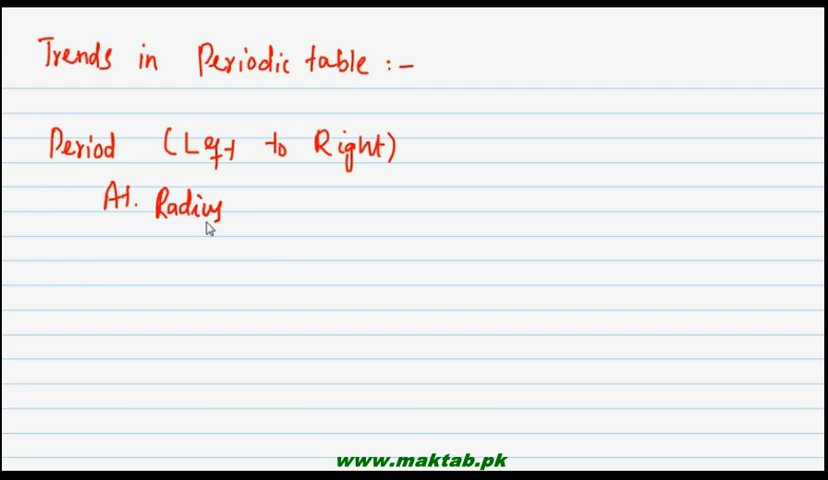 Trends in Periodic table :-
Period (Left to Right)
At. Radius
www.maktab.pk